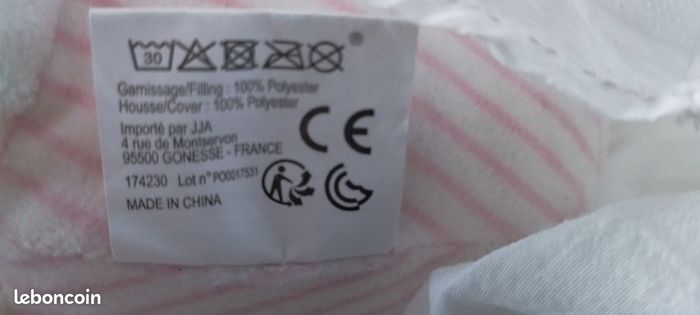 30
®
Garnissage/Filling : 100% Polyester
Housse/Cover : 100% Polyester
Importé par JJA
4 rue de Montservon
95500 GONESSE - FRANCE
CE
174230 Lot n° PO0017531
MADE IN CHINA
leboncoin